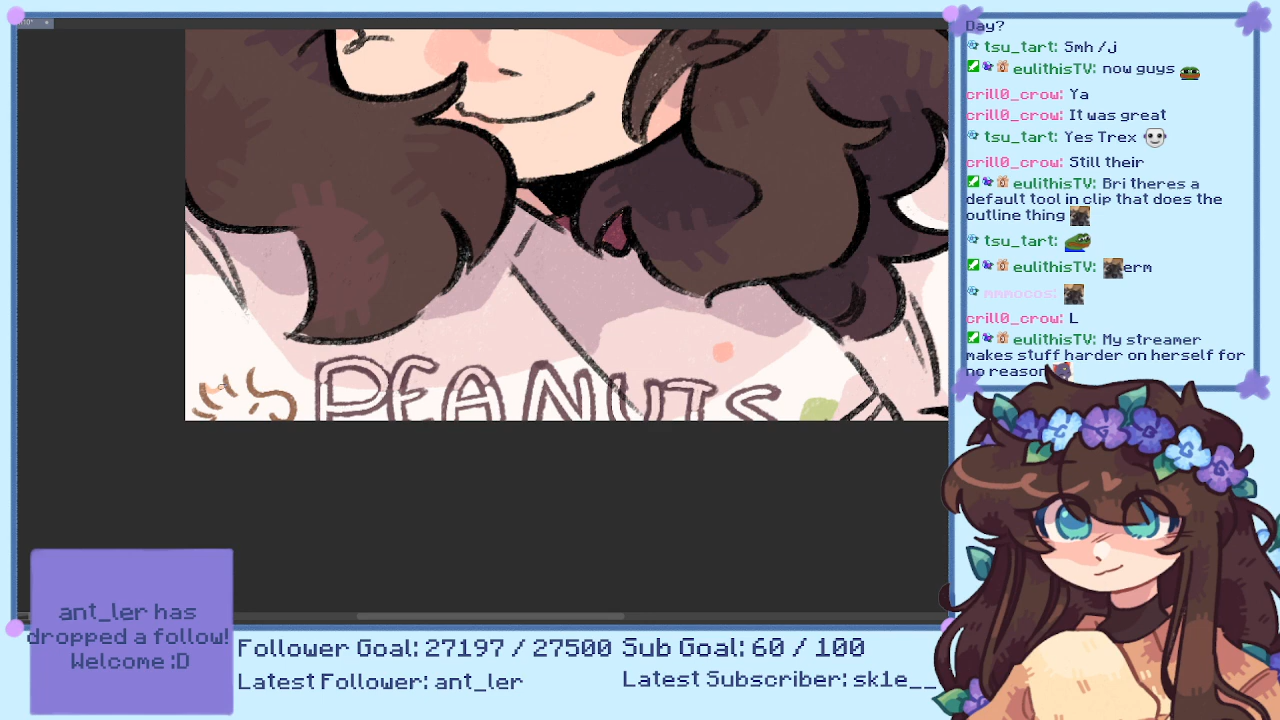 PEANUTS
Day?
tsu_tart: Smh /j
eulithisTV: now guys
crill0_crow: Ya
crill0_crow: It was great
tsu_tart: Yes Trex
crill0_crow: Still their
eulithisTV: Bri theres a
default tool in clip that does the
outline thing
tsu_tart:
eulithisTV: erm
mmmocos:
crill0_crow: L
eulithisTV: My streamer
makes stuff harder on herself for
no reason
ant_ler has
dropped a follow!
Welcome :D
Follower Goal: 27197 / 27500 Sub Goal: 60 / 100
Latest Follower: ant_ler
Latest Subscriber: sk1e__